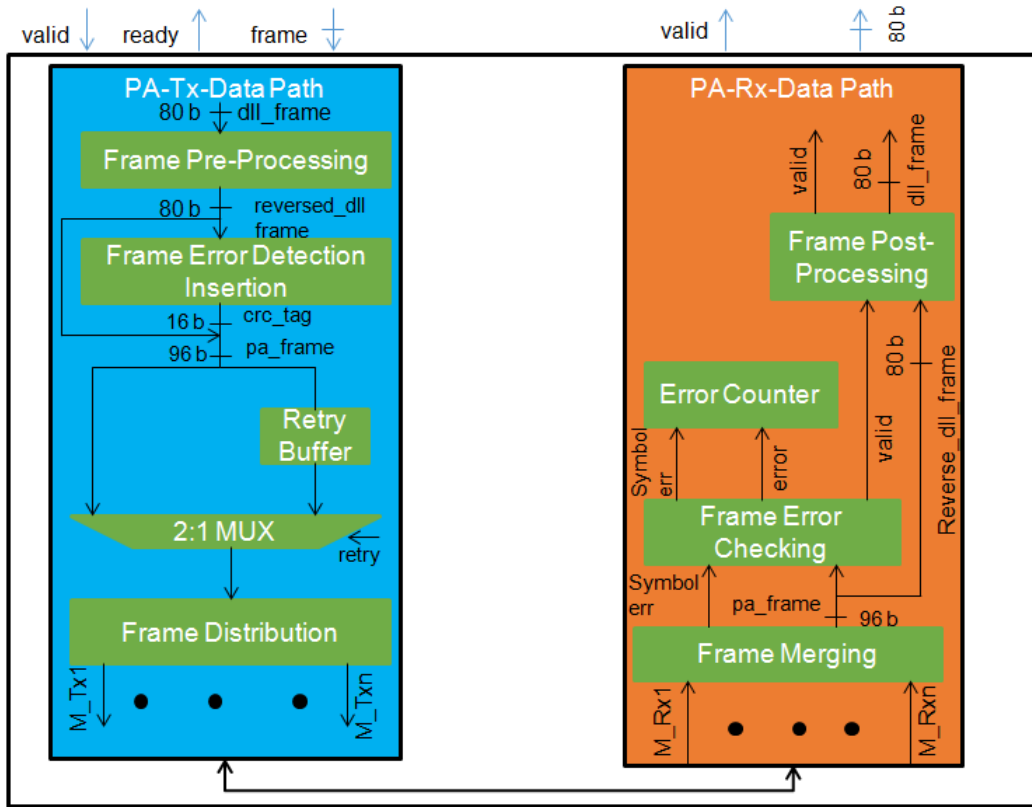 valid
ready
frame
valid
80 b
PA-Tx-Data Path
80 b
dll_frame
Frame Pre-Processing
80 b
reversed_dll
frame
Frame Error Detection
Insertion
16 b
crc_tag
96 b
pa_frame
Retry
Buffer
2:1 MUX
retry
Frame Distribution
M_Tx1
M_Txn
PA-Rx-Data Path
valid
80 b
dll_frame
Frame Post-
Processing
80 b
Error Counter
valid
Reverse_dll_frame
Symbol
err
error
Frame Error
Checking
Symbol
err
pa_frame
96 b
Frame Merging
M_Rx1
M_Rxn